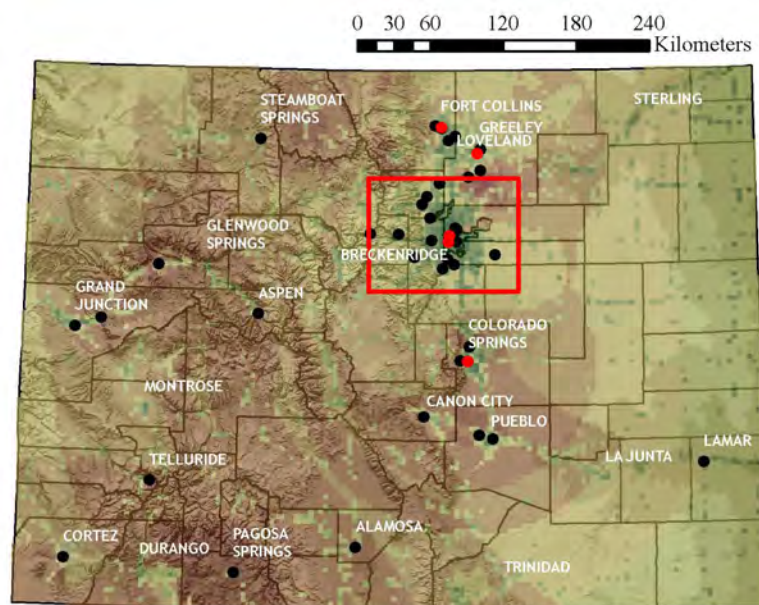 0 30 60 120 180 240
Kilometers
STEAMBOAT
SPRINGS
FORT COLLINS
GREELEY
LOVELAND
STERLING
GLENWOOD
SPRINGS
BRECKENRIDGE
GRAND
JUNCTION
ASPEN
COLORADO
SPRINGS
MONTROSE
CANON CITY
PUEBLO
TELLURIDE
LA JUNTA
LAMAR
CORTEZ
DURANGO
PAGOSA
SPRINGS
ALAMOSA
TRINIDAD